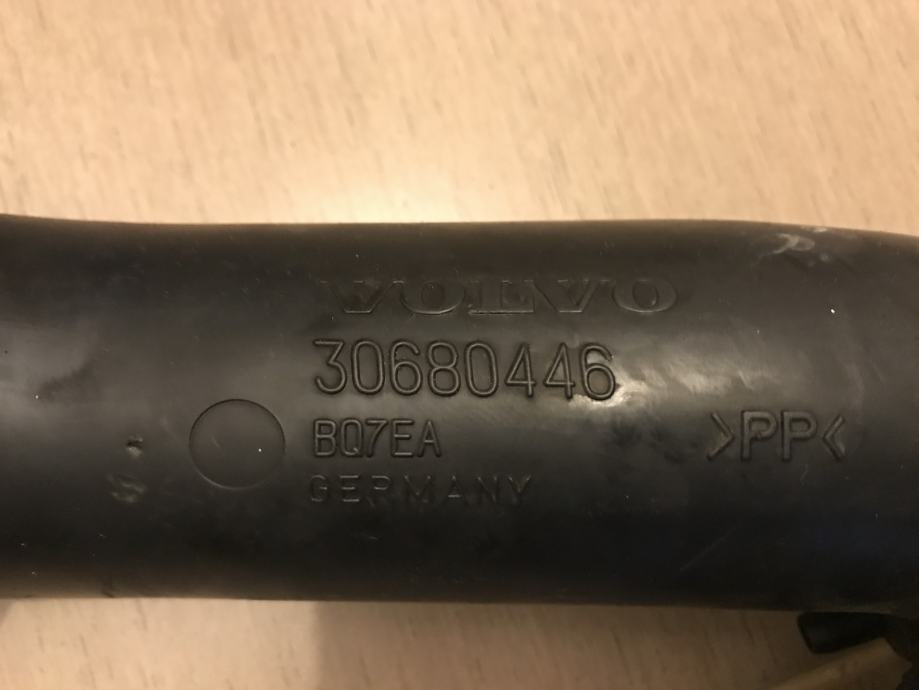 VOLVO
30680446
BQ7EA
>PP<
GERMANY